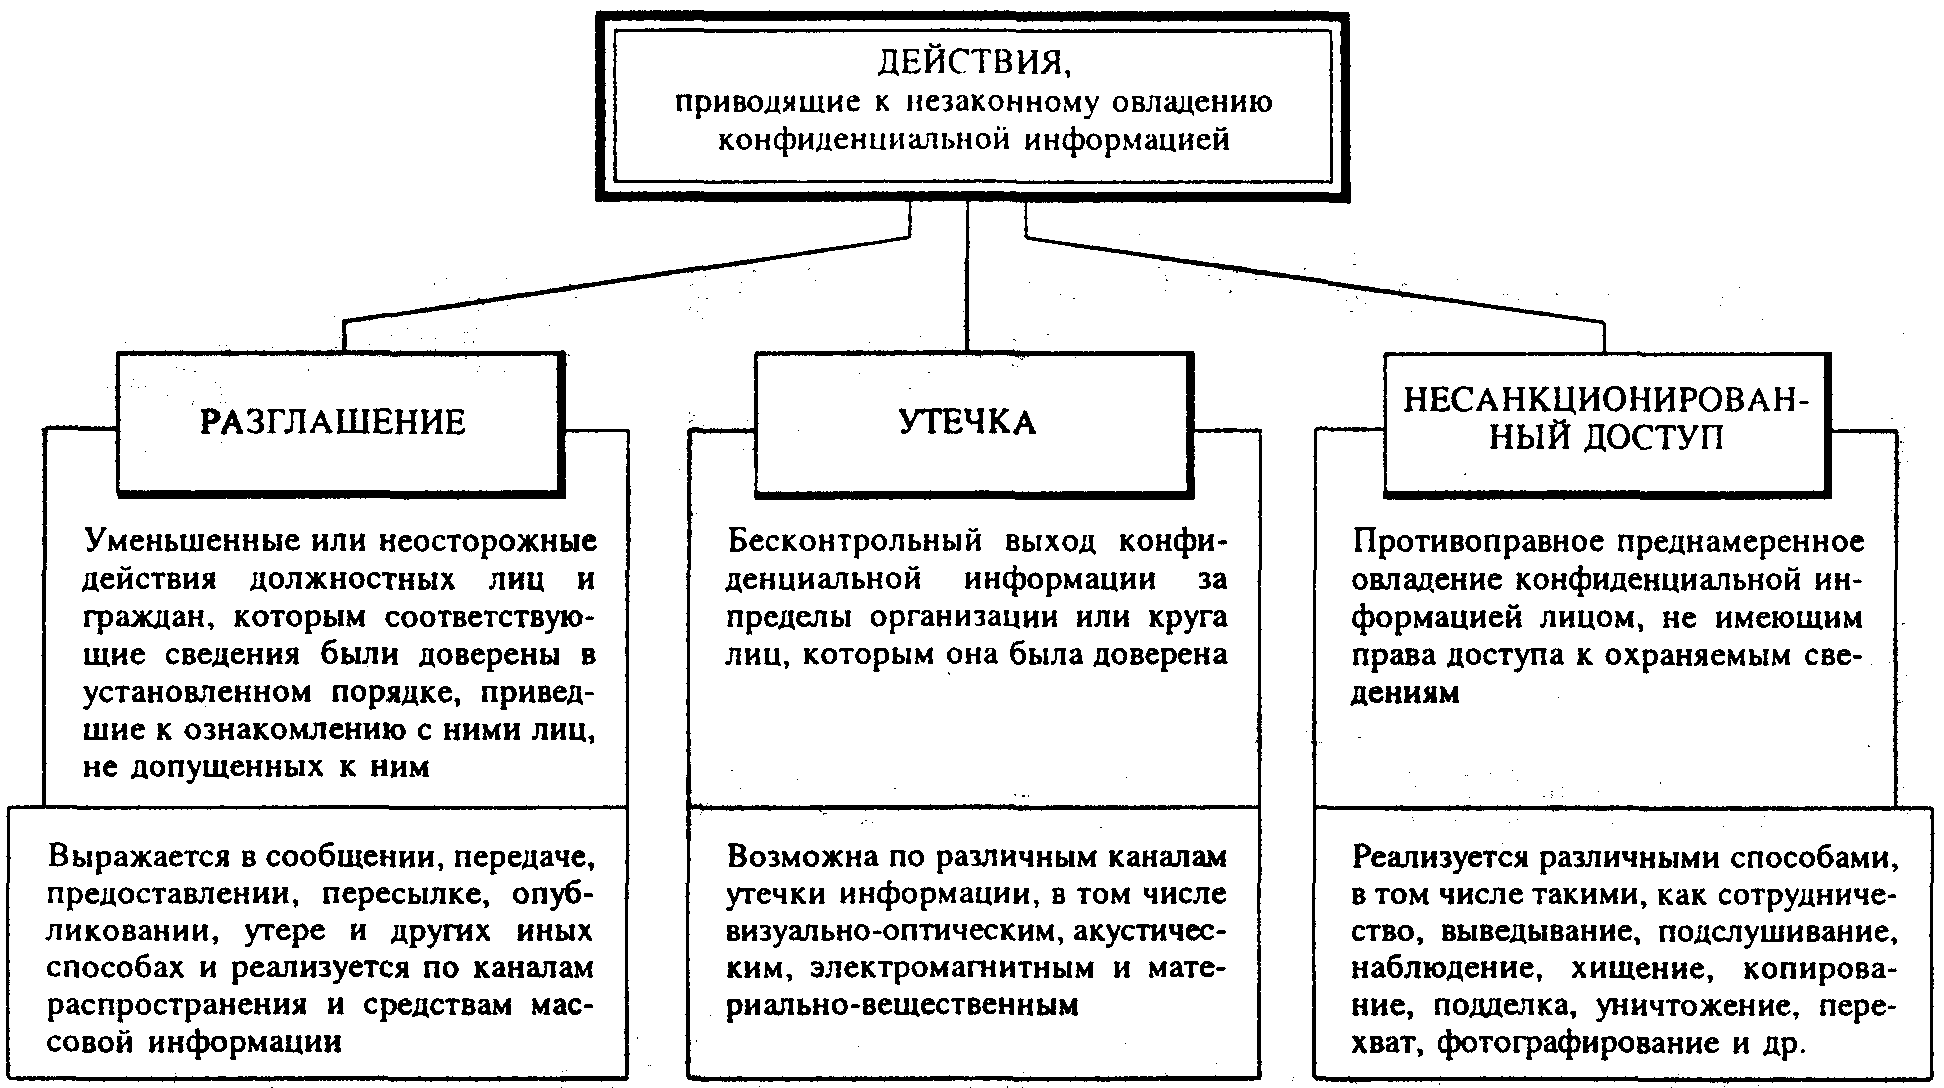 ДЕЙСТВИЯ,
приводящие к незаконному овладению
конфиденциальной информацией
РАЗГЛАШЕНИЕ
Уменьшенные или неосторожные
действия должностных лиц и
граждан, которым соответствую-
щие сведения были доверены в
установленном порядке, привед-
шие к ознакомлению с ними лиц,
не допущенных к ним
Выражается в сообщении, передаче,
предоставлении, пересылке, опуб-
ликовании, утере и других иных
способах и реализуется по каналам
распространения и средствам мас-
совой информации
УТЕЧКА
Бесконтрольный выход конфи-
денциальной информации за
пределы организации или круга
лиц, которым она была доверена
Возможна по различным каналам
утечки информации, в том числе
визуально-оптическим, акустичес-
ким, электромагнитным и мате-
риально-вещественным
НЕСАНКЦИОНИРОВАН-
НЫЙ ДОСТУП
Противоправное преднамеренное
овладение конфиденциальной ин-
формацией лицом, не имеющим
права доступа к охраняемым све-
дениям
Реализуется различными способами,
в том числе такими, как сотрудниче-
ство, выведывание, подслушивание,
наблюдение, хищение, копирова-
ние, подделка, уничтожение, пере-
хват, фотографирование и др.